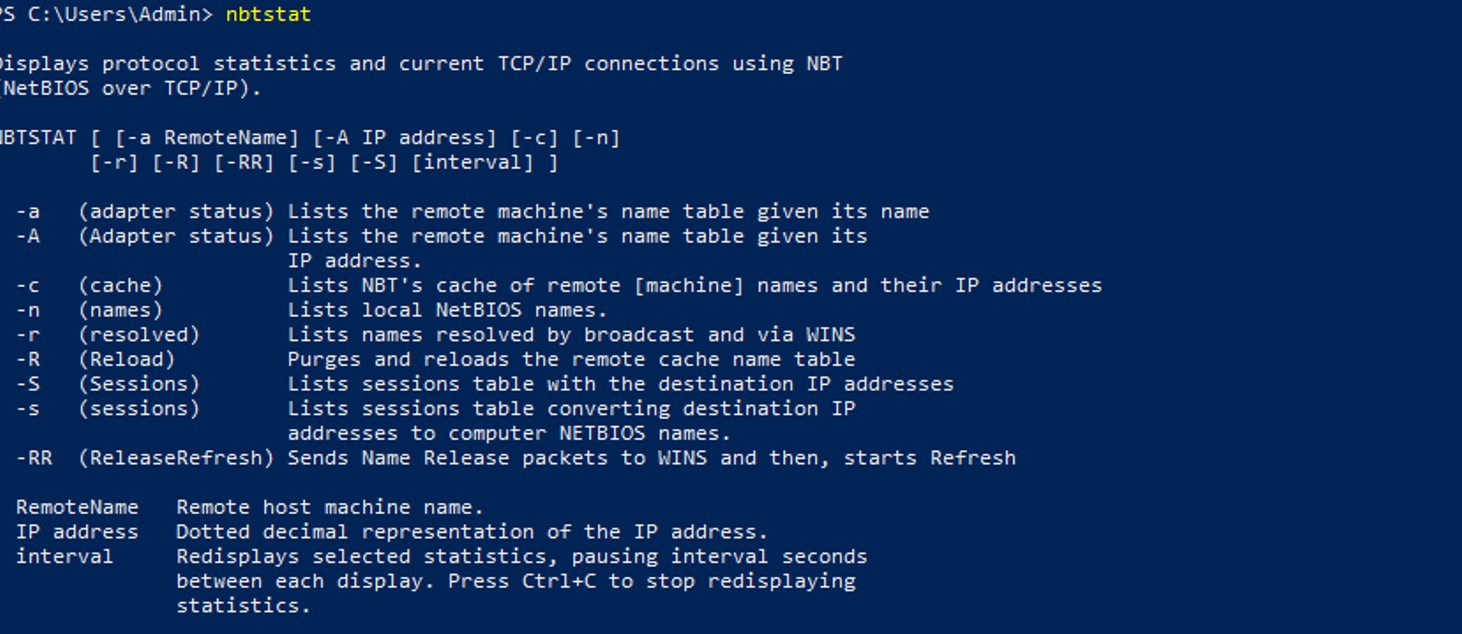 PS C:\Users\Admin> nbtstat
Displays protocol statistics and current TCP/IP connections using NBT
(NetBIOS over TCP/IP).
NBTSTAT [ [-a RemoteName] [-A IP address] [-c] [-n]
[-r] [-R] [-RR] [-s] [-S] [interval] ]
-a (adapter status) Lists the remote machine's name table given its name
-A (Adapter status) Lists the remote machine's name table given its
IP address.
-c (cache) Lists NBT's cache of remote [machine] names and their IP addresses
-n (names) Lists local NetBIOS names.
-r (resolved) Lists names resolved by broadcast and via WINS
-R (Reload) Purges and reloads the remote cache name table
-S (Sessions) Lists sessions table with the destination IP addresses
-s (sessions) Lists sessions table converting destination IP
addresses to computer NETBIOS names.
-RR (ReleaseRefresh) Sends Name Release packets to WINS and then, starts Refresh
RemoteName Remote host machine name.
IP address Dotted decimal representation of the IP address.
interval Redisplays selected statistics, pausing interval seconds
between each display. Press Ctrl+C to stop redisplaying
statistics.